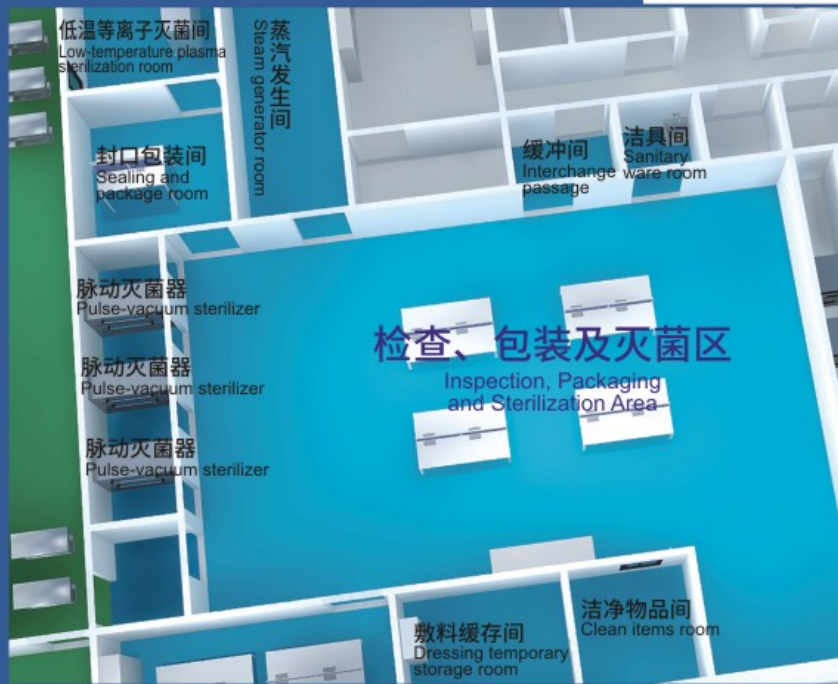 低温等离子灭菌间
Low-temperature plasma
sterilization room
蒸汽发生间
Steam generator room
封口包装间
Sealing and
package room
缓冲间
Interchange
passage
洁具间
Sanitary
ware room
脉动灭菌器
Pulse-vacuum sterilizer
脉动灭菌器
Pulse-vacuum sterilizer
脉动灭菌器
Pulse-vacuum sterilizer
检查、包装及灭菌区
Inspection, Packaging
and Sterilization Area
敷料缓存间
Dressing temporary
storage room
洁净物品间
Clean items room